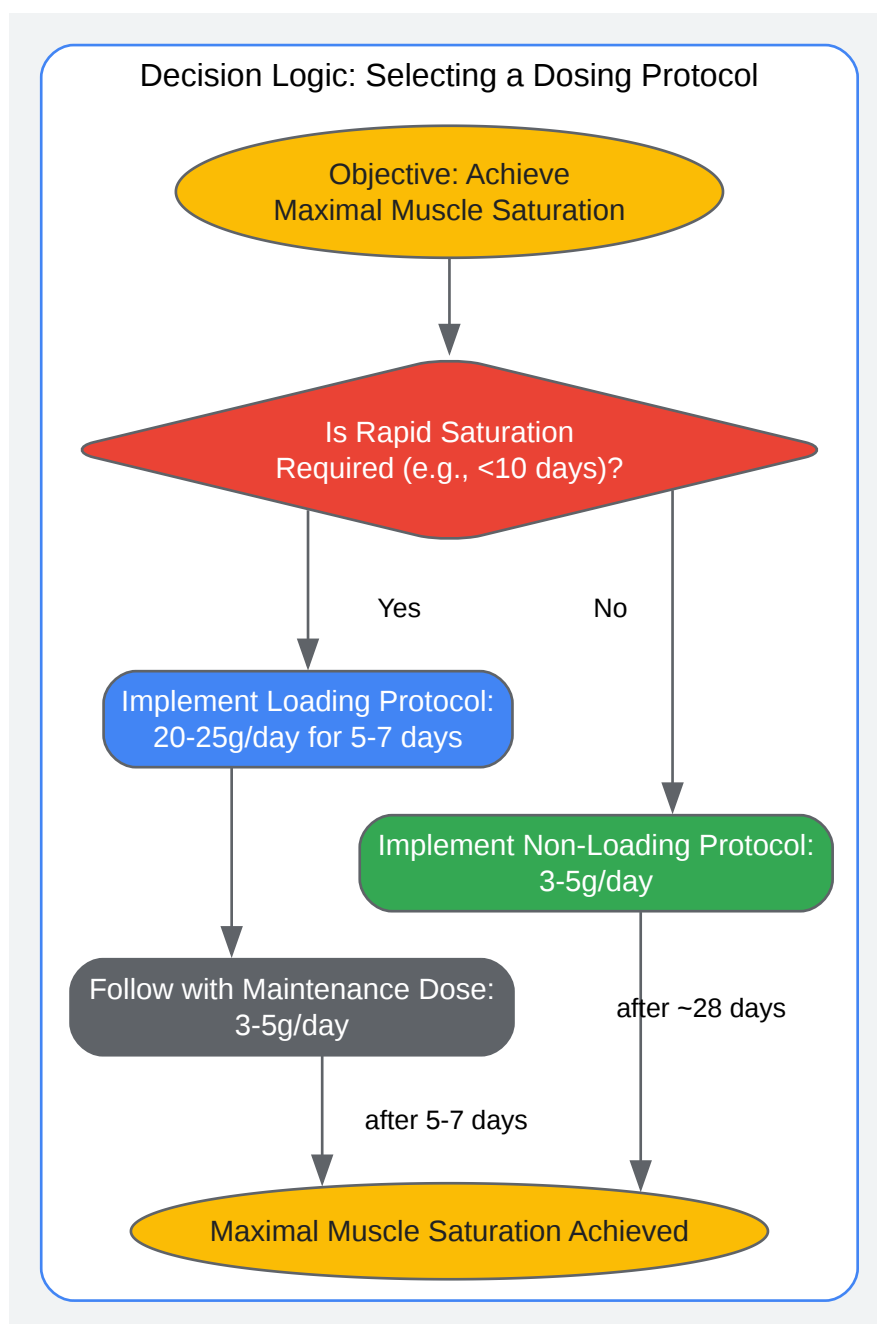 Decision Logic: Selecting a Dosing Protocol
Objective: Achieve
Maximal Muscle Saturation
Is Rapid Saturation
Required (e.g., <10 days)?
Yes
No
Implement Loading Protocol:
20-25g/day for 5-7 days
Implement Non-Loading Protocol:
3-5g/day
Follow with Maintenance Dose:
3-5g/day
after ~28 days
after 5-7 days
Maximal Muscle Saturation Achieved